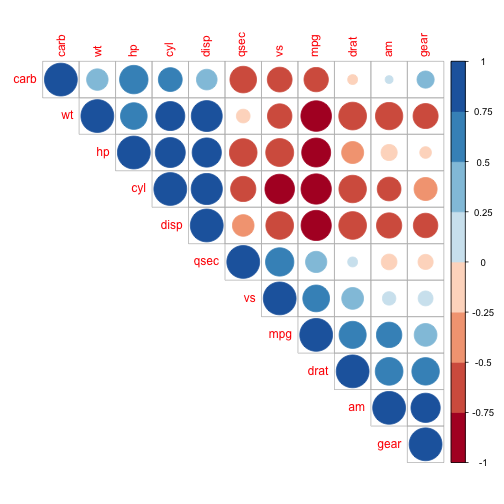 carb wt hp cyl disp qsec vs mpg drat am gear
carb
wt
hp
cyl
disp
qsec
vs
mpg
drat
am
gear
1
0.75
0.5
0.25
0
-0.25
-0.5
-0.75
-1